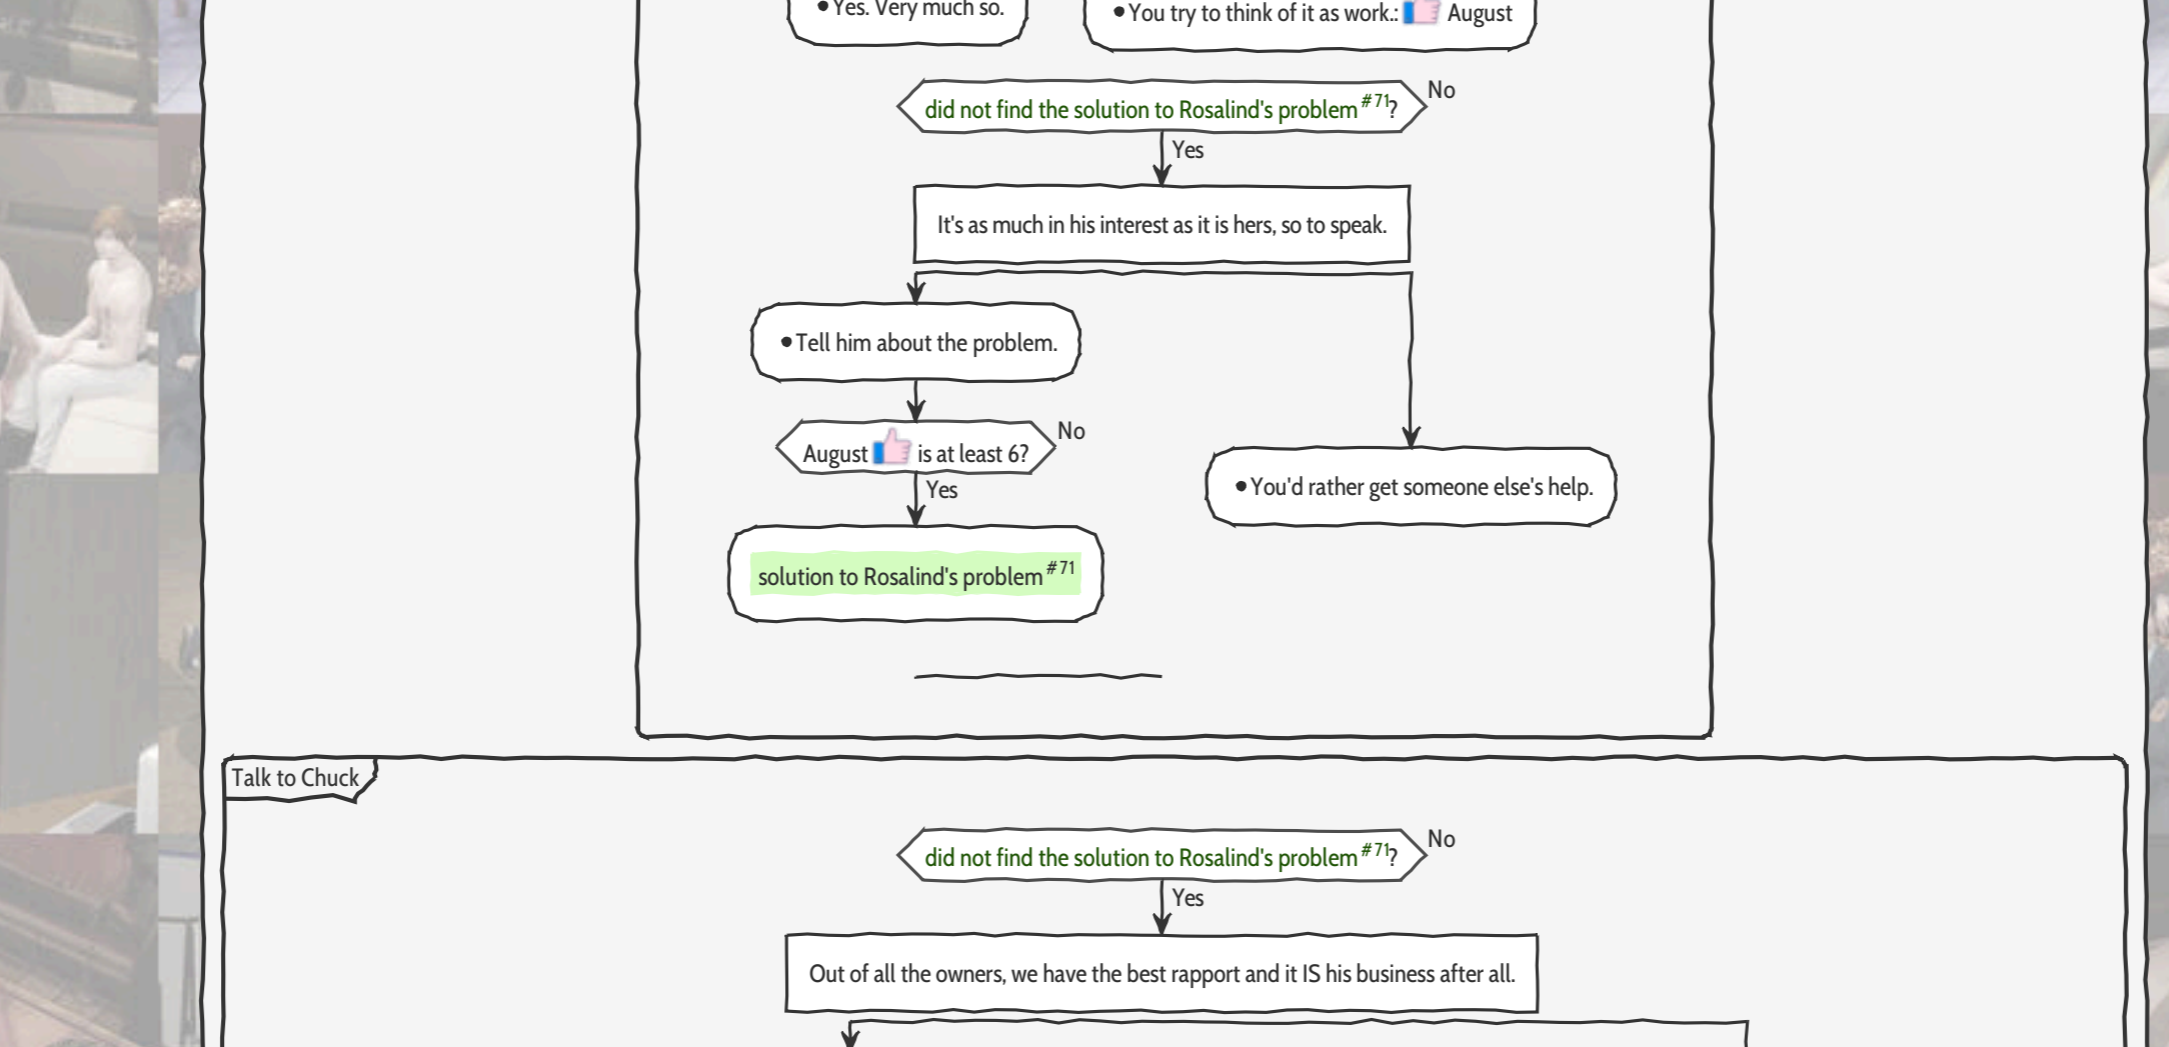 • Yes. Very much so.
• You try to think of it as work.: August
did not find the solution to Rosalind's problem #71?
No
Yes
It's as much in his interest as it is hers, so to speak.
• Tell him about the problem.
August is at least 6?
No
Yes
• You'd rather get someone else's help.
solution to Rosalind's problem #71
Talk to Chuck
did not find the solution to Rosalind's problem #71?
No
Yes
Out of all the owners, we have the best rapport and it IS his business after all.